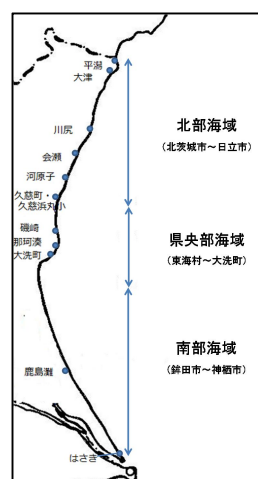 平潟
大津
川尻
会瀬
河原子
久慈町・
久慈浜丸小
磯崎
那珂湊
大洗町
鹿島灘
はさき
北部海域
（北茨城市～日立市）
県央部海域
（東海村～大洗町）
南部海域
（鉾田市～神栖市）